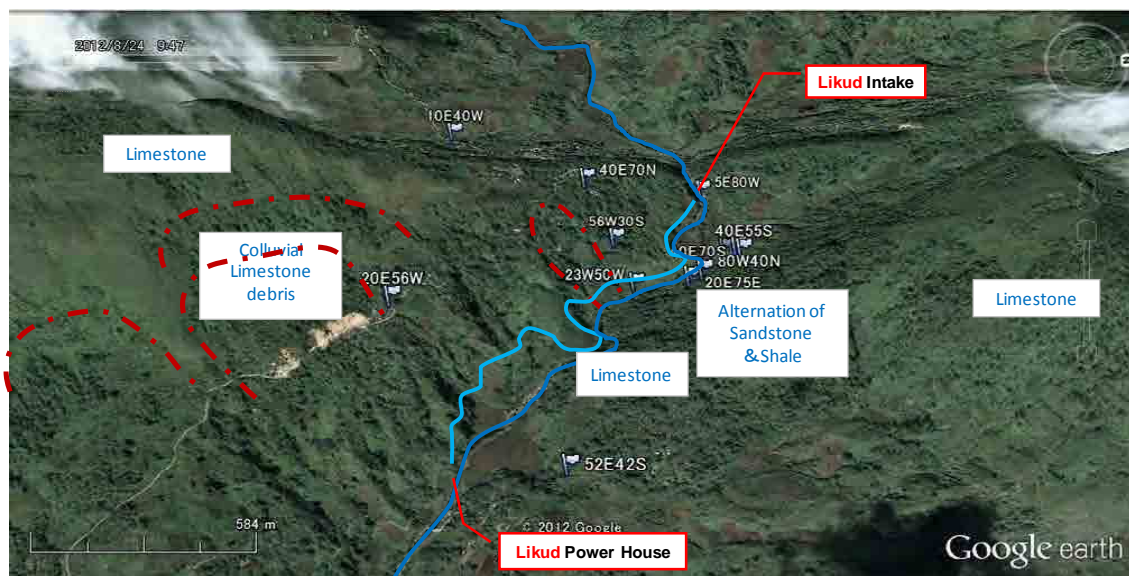 2012/8/24 9:47
Likud Intake
10E40W
Limestone
40E70N
5E80W
56W30S
40E55S
Colluvial
Limestone
debris
0E70S
80W40N
23W50W
20E56W
20E75E
Limestone
Alternation of
Sandstone
&Shale
Limestone
52E42S
584 m
© 2012 Google
Likud Power House
Google earth